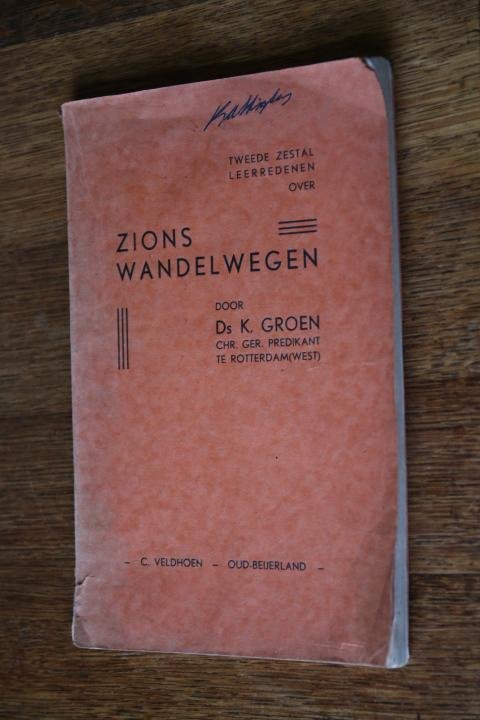 TWEEDE ZESTAL
LEERREDENEN
OVER
ZIONS
WANDELWEGEN
DOOR
Ds K. GROEN
CHR. GER. PREDIKANT
TE ROTTERDAM(WEST)
- C. VELDHOEN - OUD-BEIJERLAND -